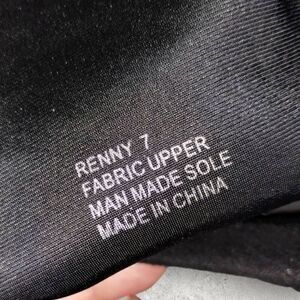 RENNY 7
FABRIC UPPER
MAN MADE SOLE
MADE IN CHINA